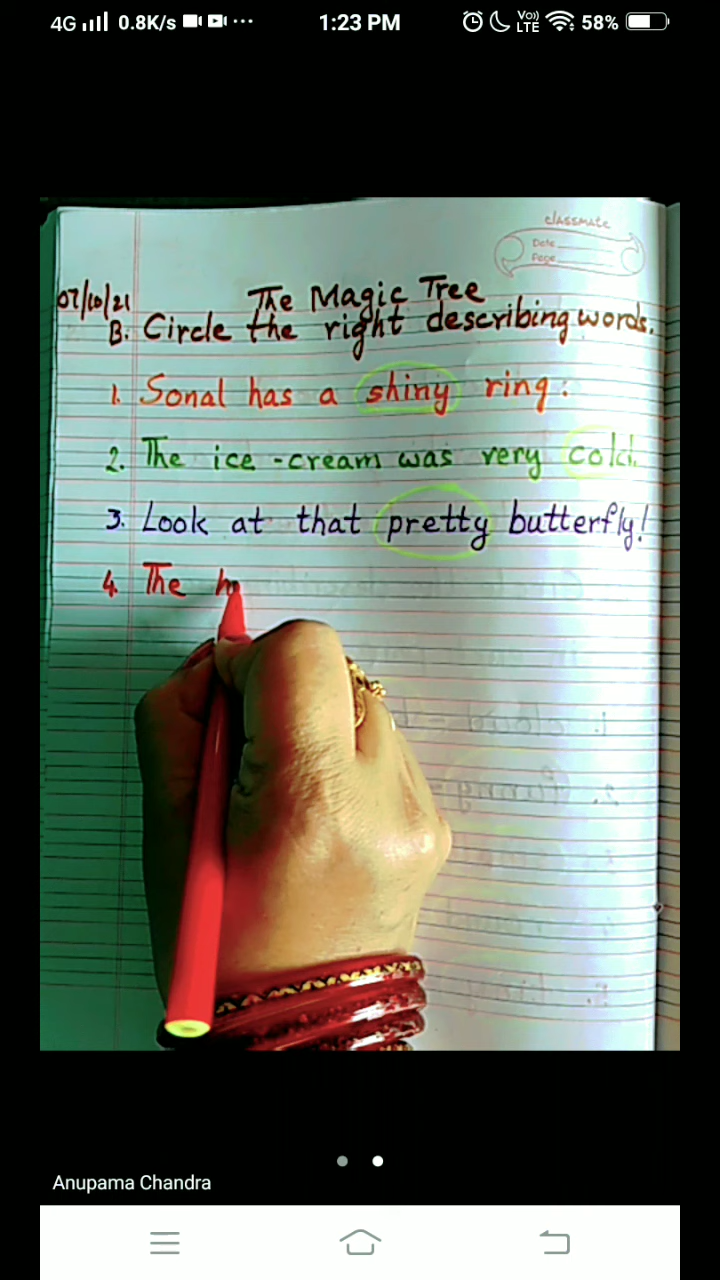 4G 0.8K/s ... 1:23 PM Vo) LTE 58%
classmate
Date
Page
07/10/21 The Magic Tree
B. Circle the right describing words.
1. Sonal has a shiny ring.
2. The ice-cream was very cold.
3. Look at that pretty butterfly!
4. The
Anupama Chandra